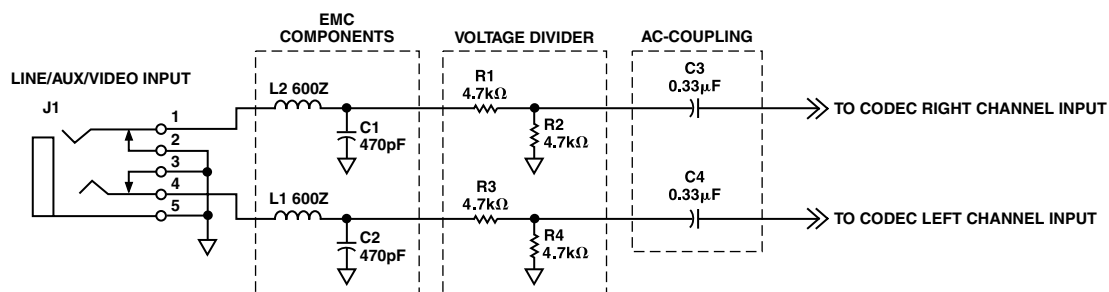 EMC
COMPONENTS
VOLTAGE DIVIDER
AC-COUPLING
LINE/AUX/VIDEO INPUT
J1
1
2
3
4
5
L2 600Z
C1
470pF
R1
4.7kΩ
R2
4.7kΩ
C3
0.33μF
TO CODEC RIGHT CHANNEL INPUT
L1 600Z
C2
470pF
R3
4.7kΩ
R4
4.7kΩ
C4
0.33μF
TO CODEC LEFT CHANNEL INPUT